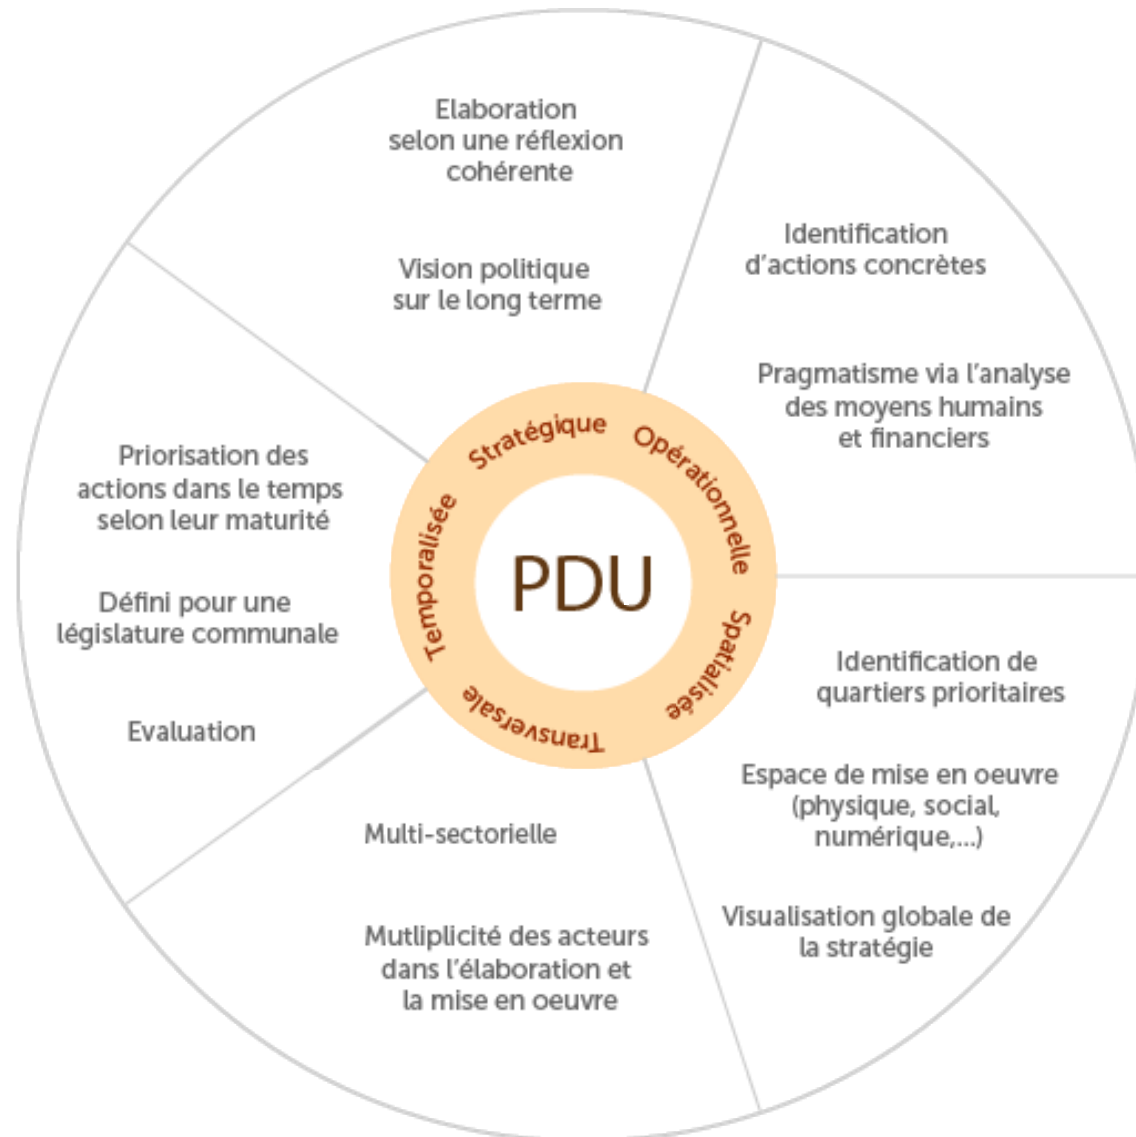 Elaboration
selon une réflexion
cohérente
Vision politique
sur le long terme
Identification
d'actions concrètes
Pragmatisme via l'analyse
des moyens humains
et financiers
Priorisation des
actions dans le temps
selon leur maturité
Défini pour une
législature communale
Evaluation
Stratégique
Opérationnelle
Spatialisée
Transversale
Temporalisée
PDU
Identification de
quartiers prioritaires
Espace de mise en oeuvre
(physique, social,
numérique,...)
Visualisation globale de
la stratégie
Multi-sectorielle
Mutliplicité des acteurs
dans l'élaboration et
la mise en oeuvre